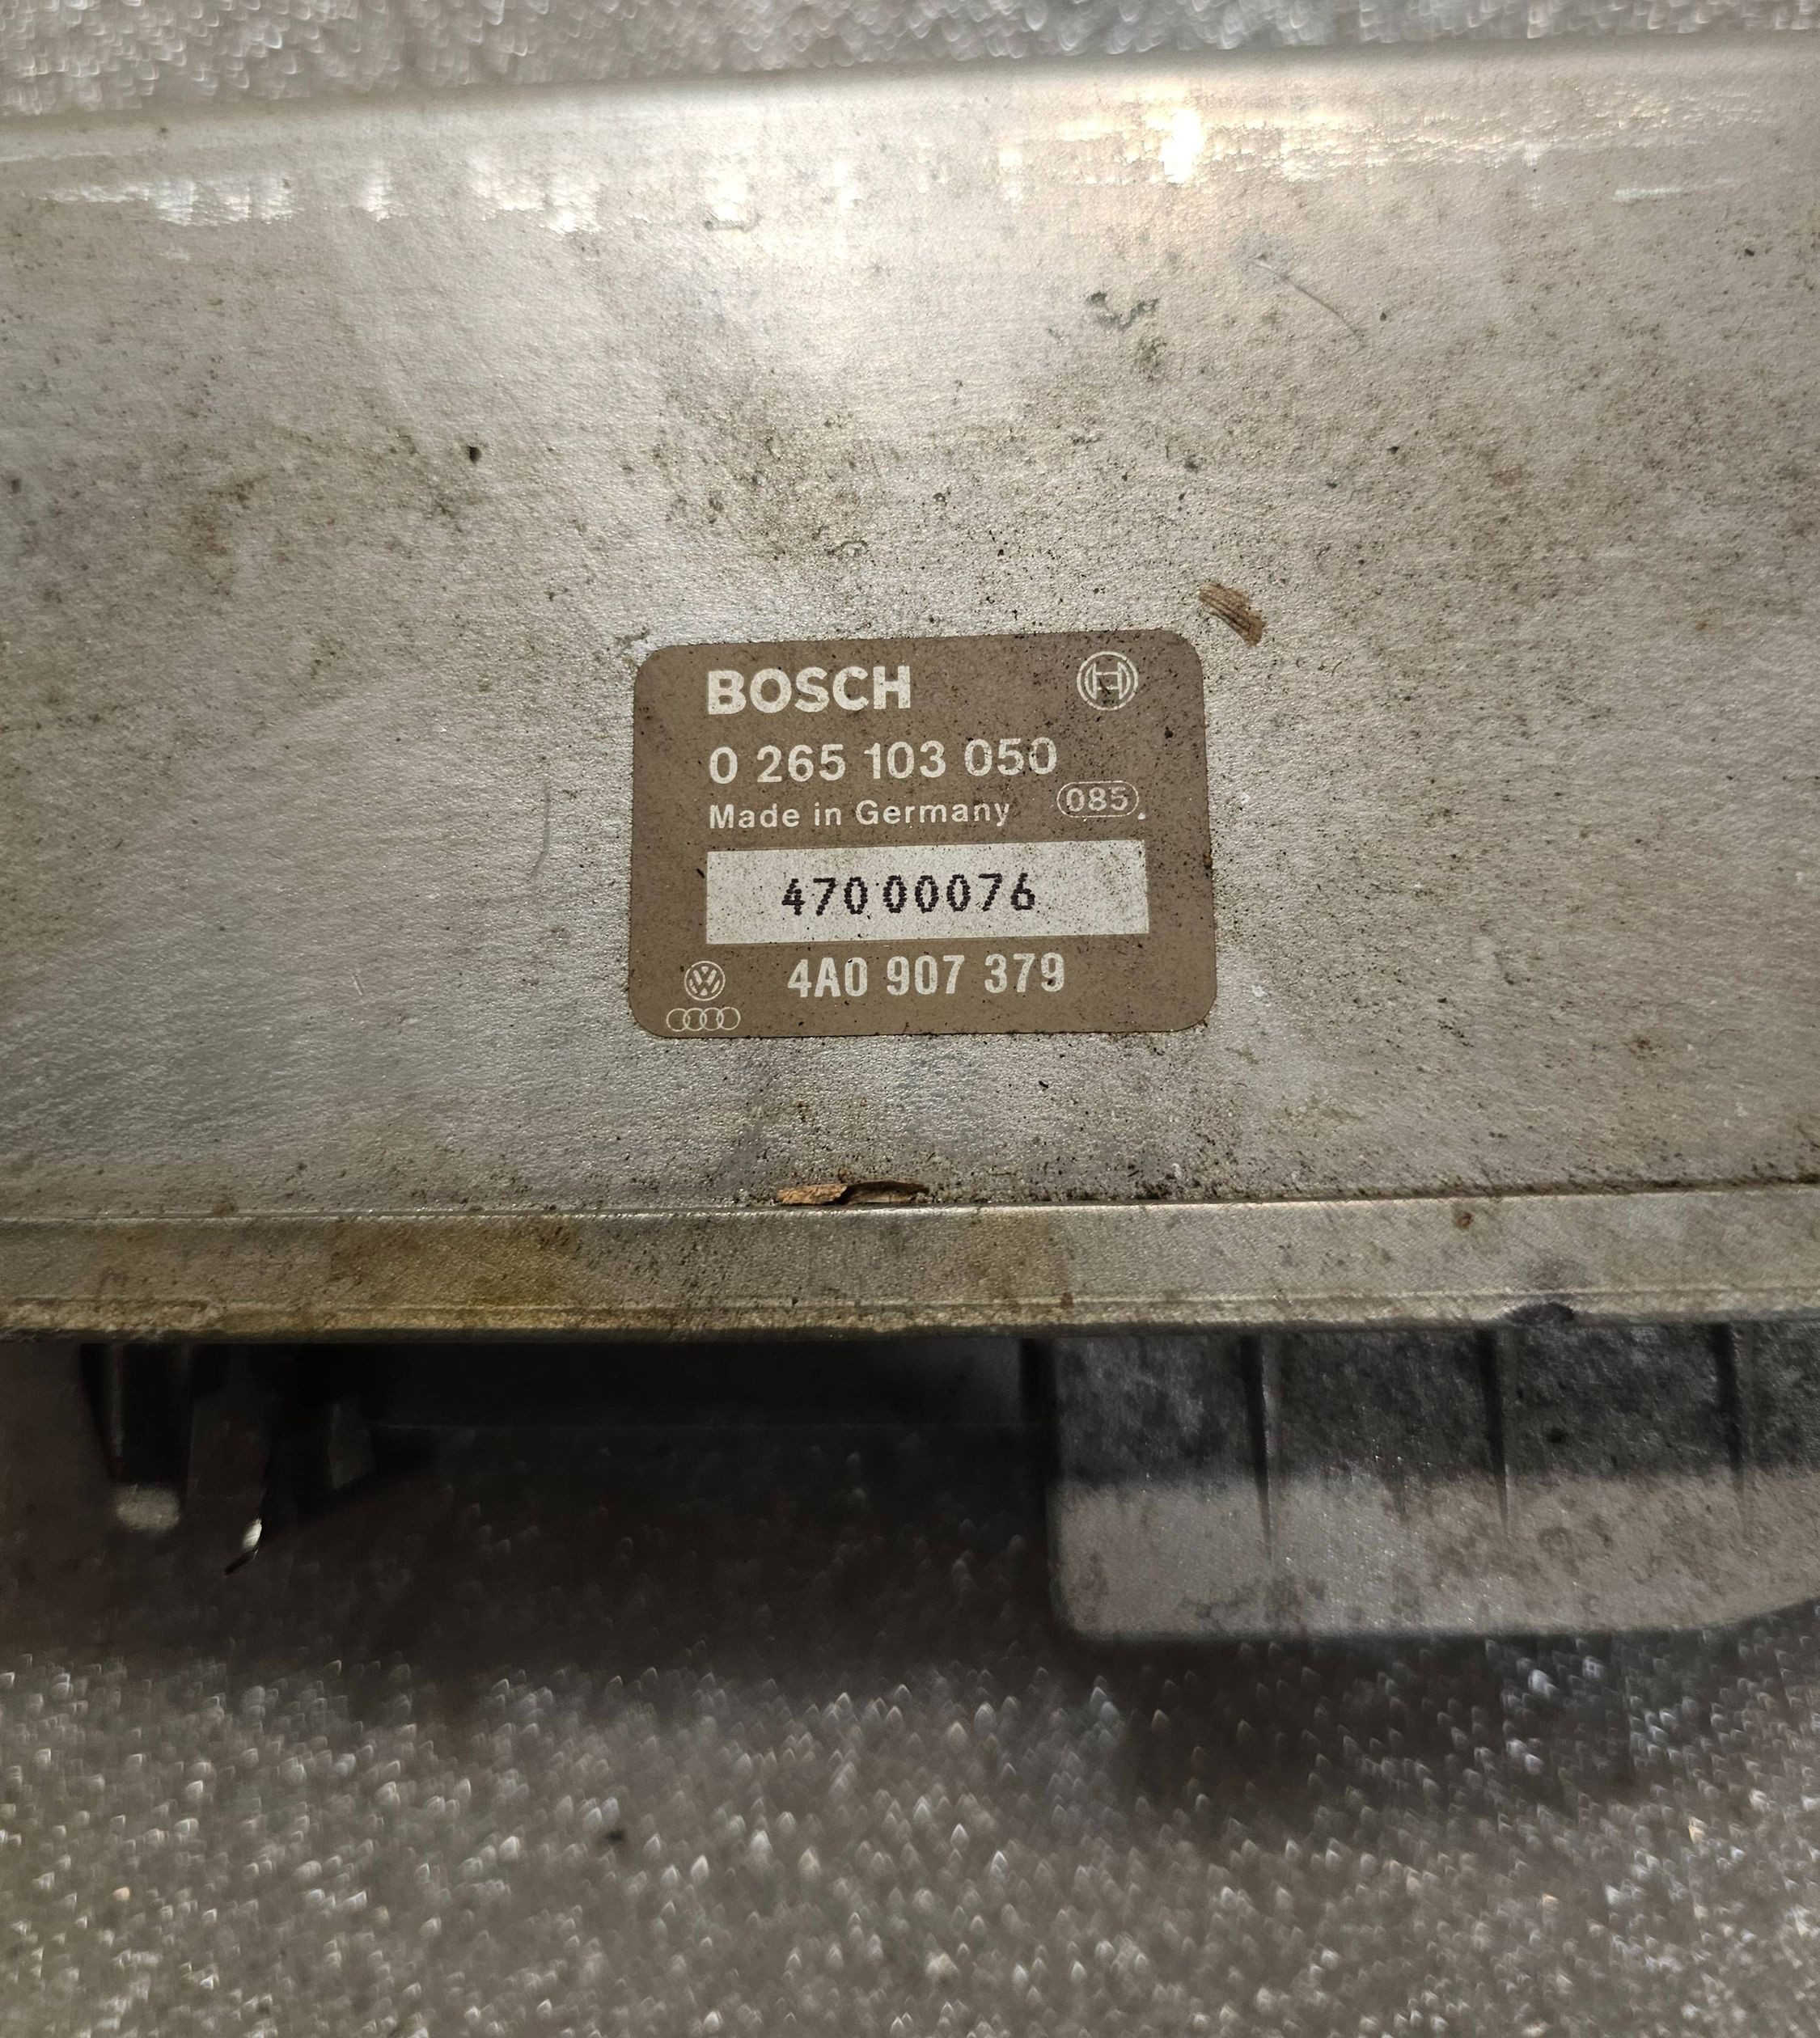 BOSCH
0 265 103 050
Made in Germany 085
47000076
4A0 907 379